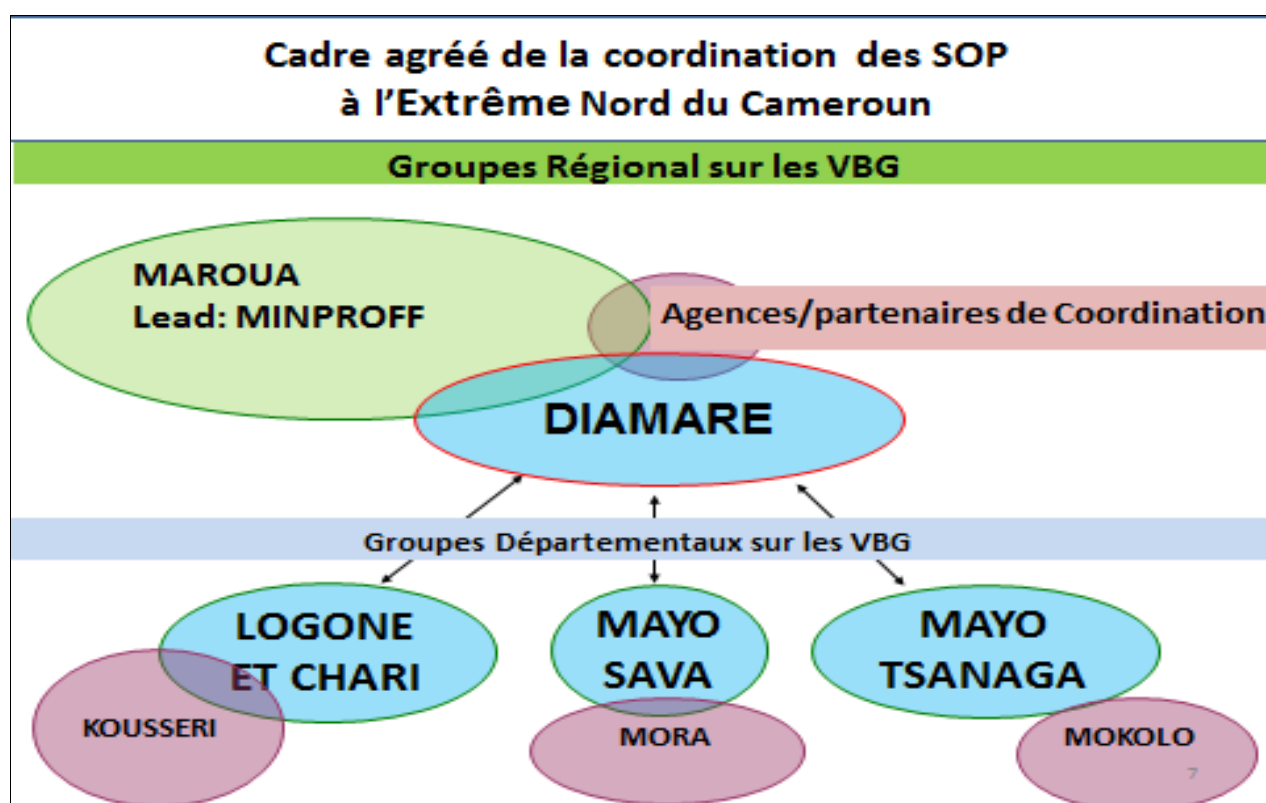 Cadre agréé de la coordination des SOP
à l'Extrême Nord du Cameroun
Groupes Régional sur les VBG
MAROUA
Lead: MINPROFF
Agences/partenaires de Coordination
DIAMARE
Groupes Départementaux sur les VBG
LOGONE
ET CHARI
MAYO
SAVA
MAYO
TSANAGA
KOUSSERI
MORA
MOKOLO
7